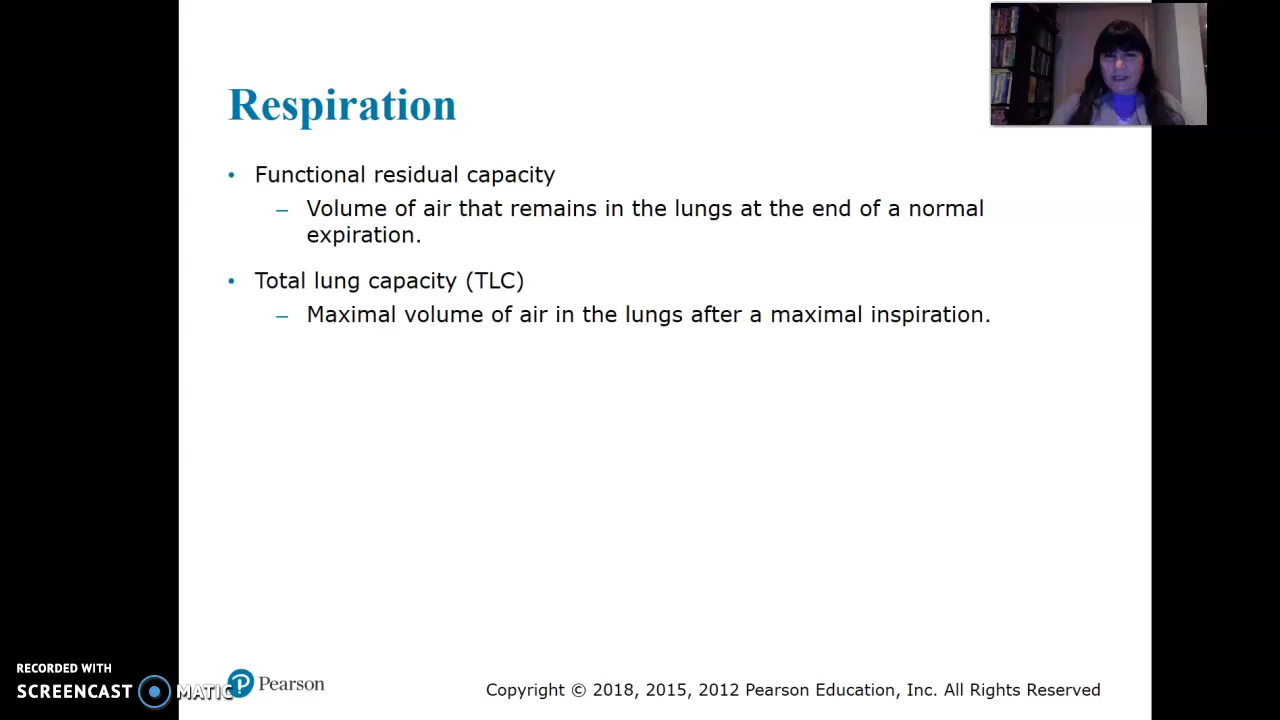 Respiration
• Functional residual capacity
– Volume of air that remains in the lungs at the end of a normal
expiration.
• Total lung capacity (TLC)
– Maximal volume of air in the lungs after a maximal inspiration.
RECORDED WITH
SCREENCAST MATIC
Pearson
Copyright © 2018, 2015, 2012 Pearson Education, Inc. All Rights Reserved